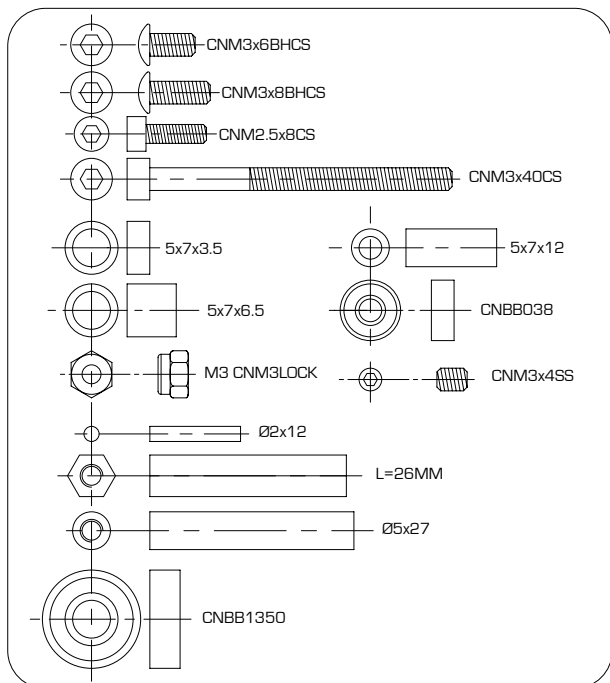 CNM3x6BHCS
CNM3x8BHCS
CNM2.5x8CS
CNM3x40CS
5x7x3.5
5x7x12
5x7x6.5
CNBB038
M3 CNM3LOCK
CNM3x4SS
Ø2x12
L=26MM
Ø5x27
CNBB1350